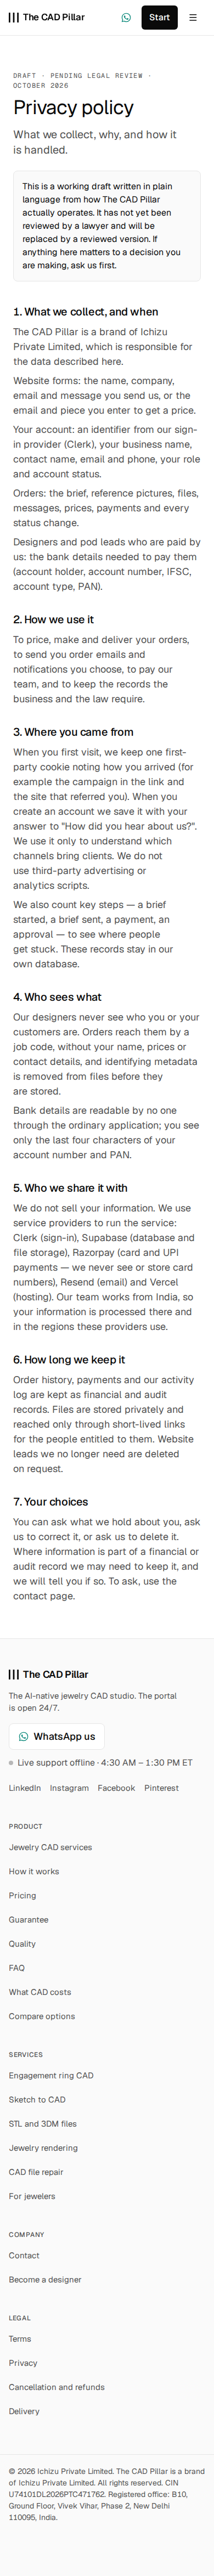 The CAD Pillar
Start
DRAFT · PENDING LEGAL REVIEW ·
OCTOBER 2026
Privacy policy
What we collect, why, and how it
is handled.
This is a working draft written in plain
language from how The CAD Pillar
actually operates. It has not yet been
reviewed by a lawyer and will be
replaced by a reviewed version. If
anything here matters to a decision you
are making, ask us first.
1. What we collect, and when
The CAD Pillar is a brand of Ichizu
Private Limited, which is responsible for
the data described here.
Website forms: the name, company,
email and message you send us, or the
email and piece you enter to get a price.
Your account: an identifier from our sign-
in provider (Clerk), your business name,
contact name, email and phone, your role
and account status.
Orders: the brief, reference pictures, files,
messages, prices, payments and every
status change.
Designers and pod leads who are paid by
us: the bank details needed to pay them
(account holder, account number, IFSC,
account type, PAN).
2. How we use it
To price, make and deliver your orders,
to send you order emails and
notifications you choose, to pay our
team, and to keep the records the
business and the law require.
3. Where you came from
When you first visit, we keep one first-
party cookie noting how you arrived (for
example the campaign in the link and
the site that referred you). When you
create an account we save it with your
answer to "How did you hear about us?".
We use it only to understand which
channels bring clients. We do not
use third-party advertising or
analytics scripts.
We also count key steps — a brief
started, a brief sent, a payment, an
approval — to see where people
get stuck. These records stay in our
own database.
4. Who sees what
Our designers never see who you or your
customers are. Orders reach them by a
job code, without your name, prices or
contact details, and identifying metadata
is removed from files before they
are stored.
Bank details are readable by no one
through the ordinary application; you see
only the last four characters of your
account number and PAN.
5. Who we share it with
We do not sell your information. We use
service providers to run the service:
Clerk (sign-in), Supabase (database and
file storage), Razorpay (card and UPI
payments — we never see or store card
numbers), Resend (email) and Vercel
(hosting). Our team works from India, so
your information is processed there and
in the regions these providers use.
6. How long we keep it
Order history, payments and our activity
log are kept as financial and audit
records. Files are stored privately and
reached only through short-lived links
for the people entitled to them. Website
leads we no longer need are deleted
on request.
7. Your choices
You can ask what we hold about you, ask
us to correct it, or ask us to delete it.
Where information is part of a financial or
audit record we may need to keep it, and
we will tell you if so. To ask, use the
contact page.
The CAD Pillar
The AI-native jewelry CAD studio. The portal
is open 24/7.
WhatsApp us
Live support offline · 4:30 AM – 1:30 PM ET
LinkedIn Instagram Facebook Pinterest
PRODUCT
Jewelry CAD services
How it works
Pricing
Guarantee
Quality
FAQ
What CAD costs
Compare options
SERVICES
Engagement ring CAD
Sketch to CAD
STL and 3DM files
Jewelry rendering
CAD file repair
For jewelers
COMPANY
Contact
Become a designer
LEGAL
Terms
Privacy
Cancellation and refunds
Delivery
© 2026 Ichizu Private Limited. The CAD Pillar is a brand
of Ichizu Private Limited. All rights reserved. CIN
U74101DL2026PTC471762. Registered office: B10,
Ground Floor, Vivek Vihar, Phase 2, New Delhi
110095, India.